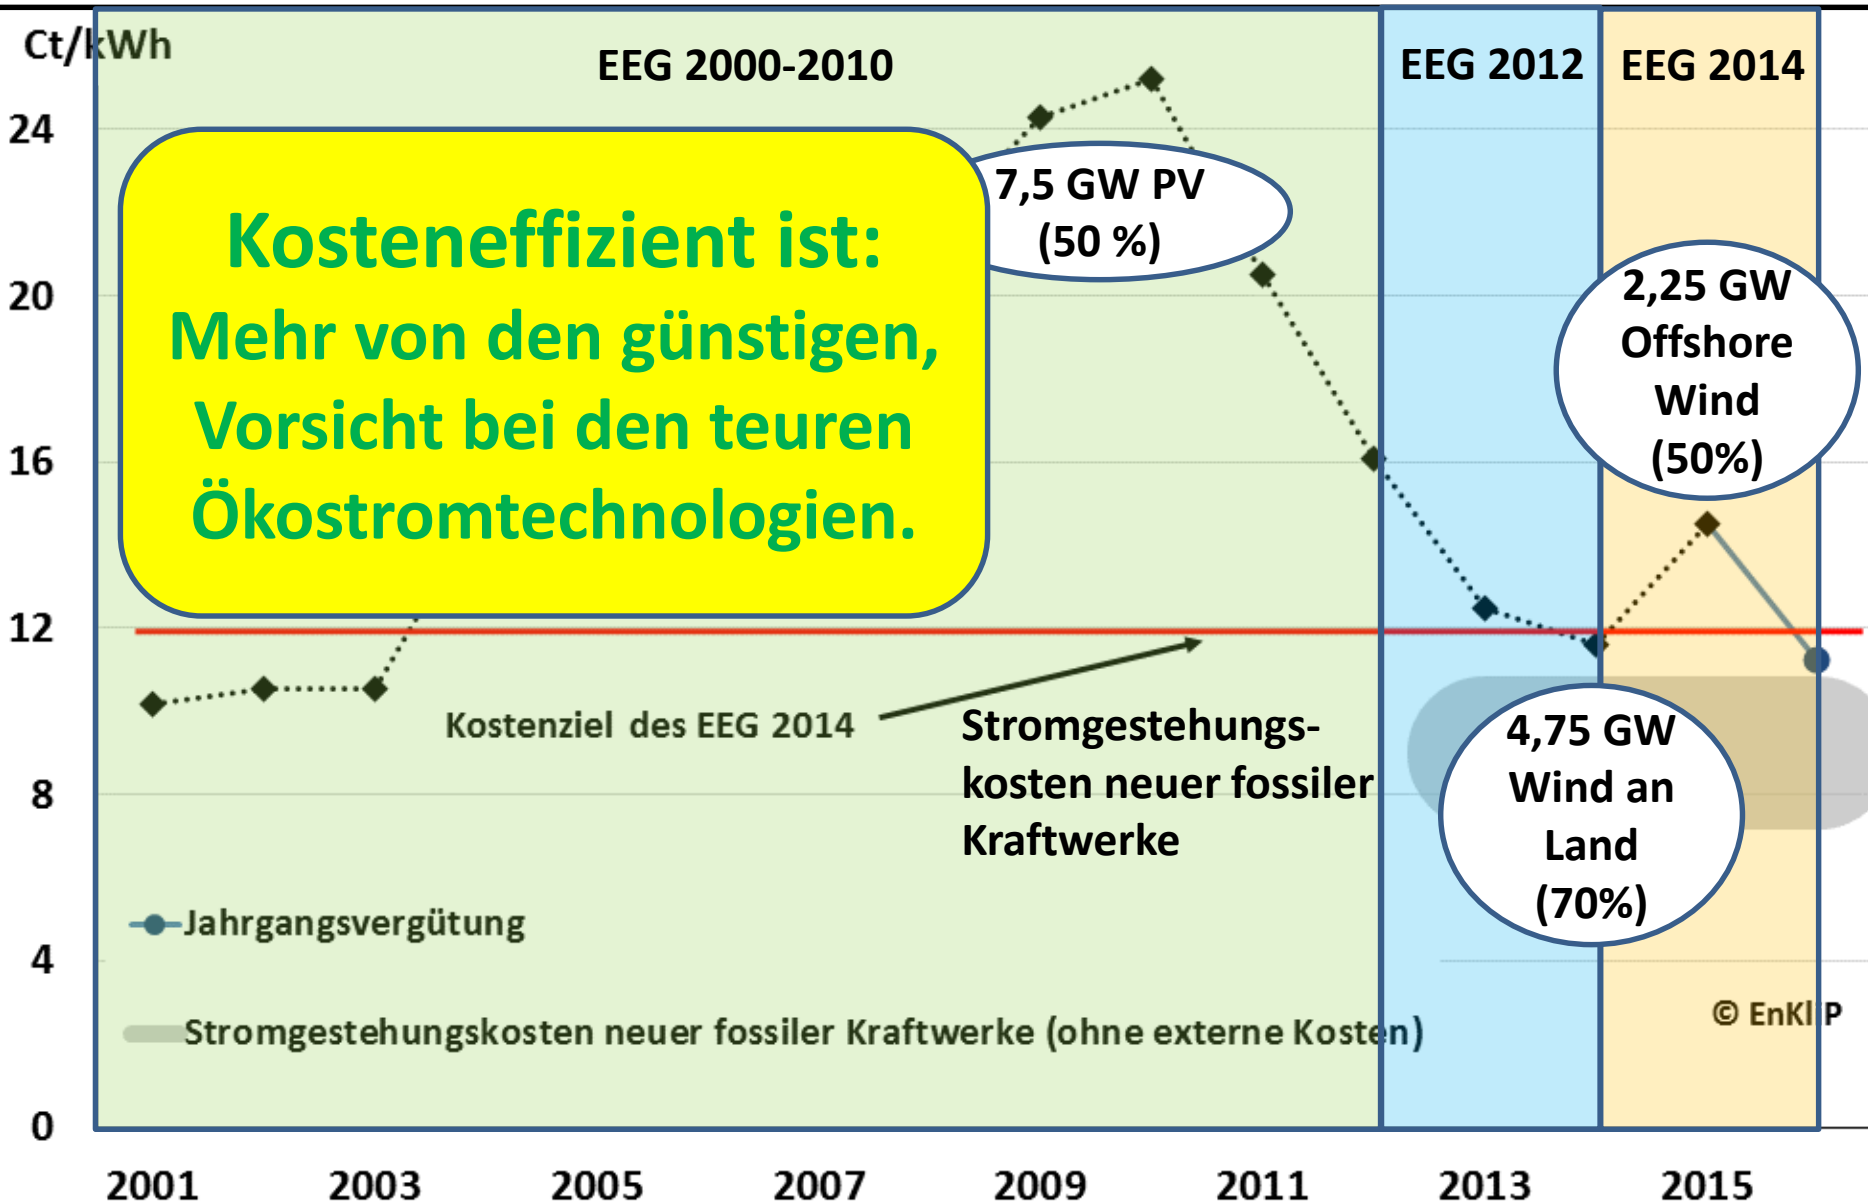 Ct/kWh
EEG 2000-2010
EEG 2012
EEG 2014
24
20
16
12
8
4
0
Kosteneffizient ist:
Mehr von den günstigen,
Vorsicht bei den teuren
Ökostromtechnologien.
7,5 GW PV
(50 %)
2,25 GW
Offshore
Wind
(50%)
Kostenziel des EEG 2014
Stromgestehungs-
kosten neuer fossiler
Kraftwerke
4,75 GW
Wind an
Land
(70%)
Jahrgangsvergütung
Stromgestehungskosten neuer fossiler Kraftwerke (ohne externe Kosten)
© EnKliP
2001
2003
2005
2007
2009
2011
2013
2015